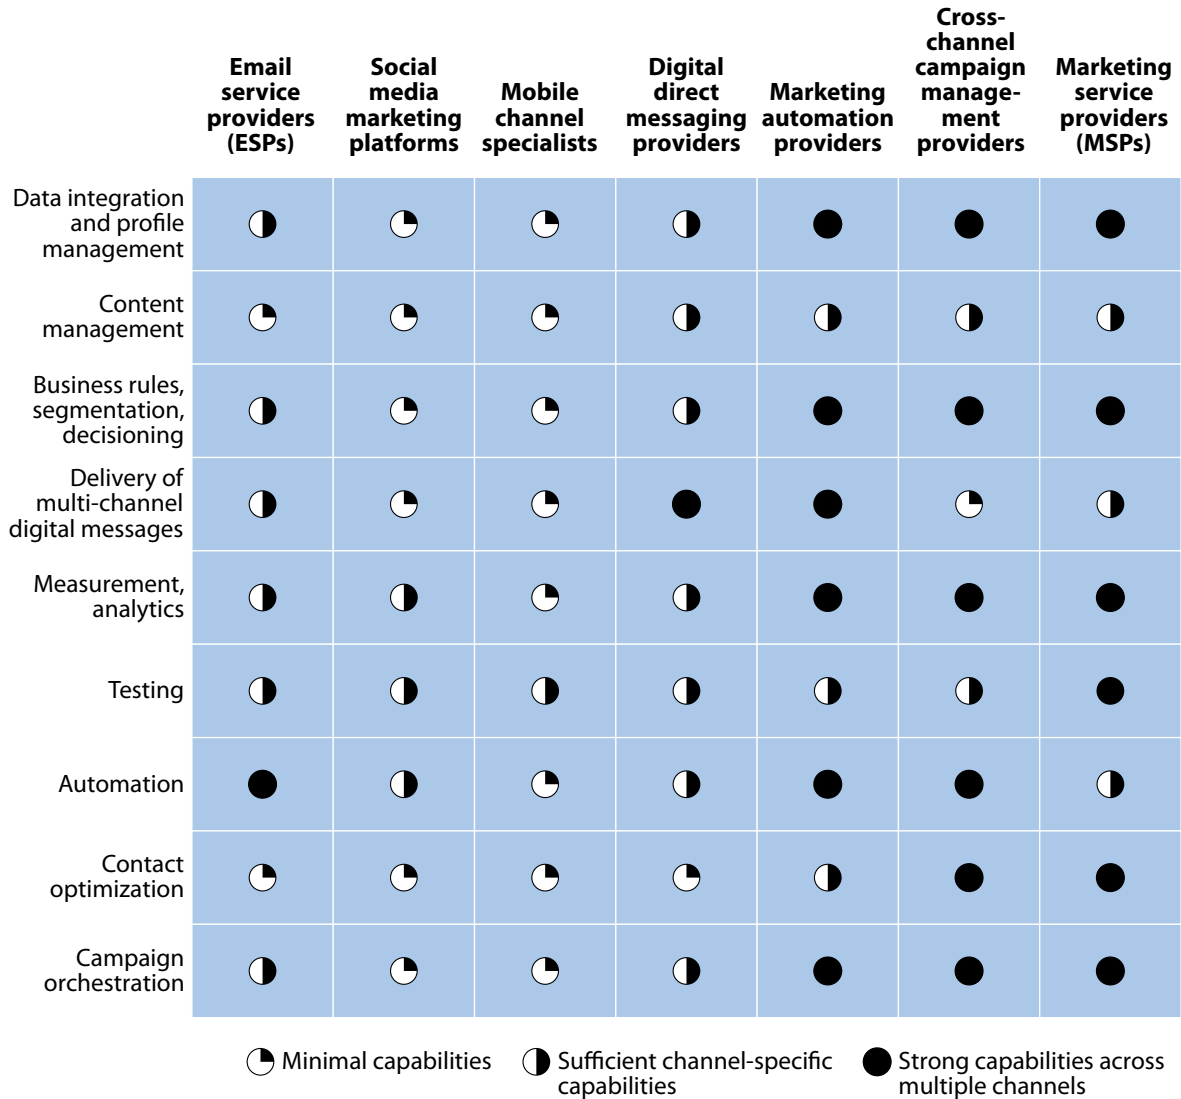 Email
service
providers
(ESPs)
Social
media
marketing
platforms
Mobile
channel
specialists
Digital
direct
messaging
providers
Marketing
automation
providers
Cross-
channel
campaign
manage-
ment
providers
Marketing
service
providers
(MSPs)
Data integration
and profile
management
Content
management
Business rules,
segmentation,
decisioning
Delivery of
multi-channel
digital messages
Measurement,
analytics
Testing
Automation
Contact
optimization
Campaign
orchestration
Minimal capabilities
Sufficient channel-specific
capabilities
Strong capabilities across
multiple channels